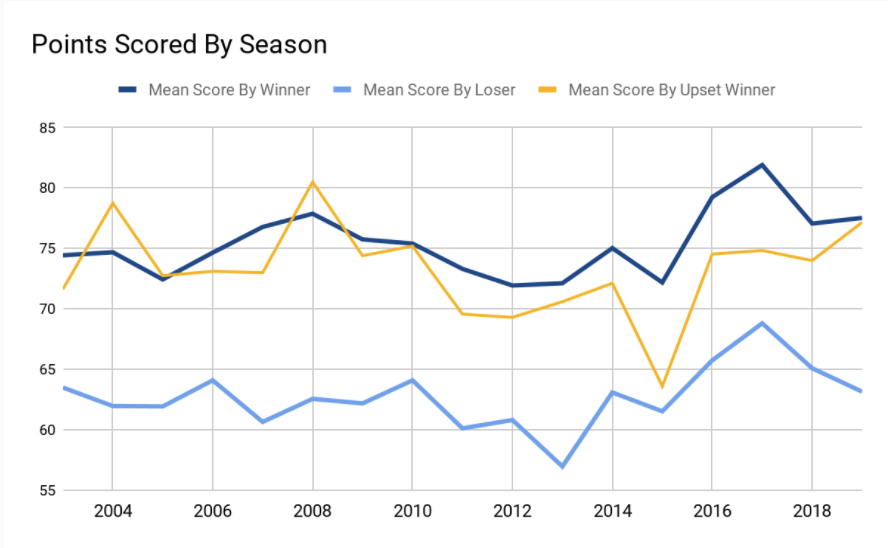 Points Scored By Season
Mean Score By Winner Mean Score By Loser Mean Score By Upset Winner
85
80
75
70
65
60
55
2004 2006 2008 2010 2012 2014 2016 2018